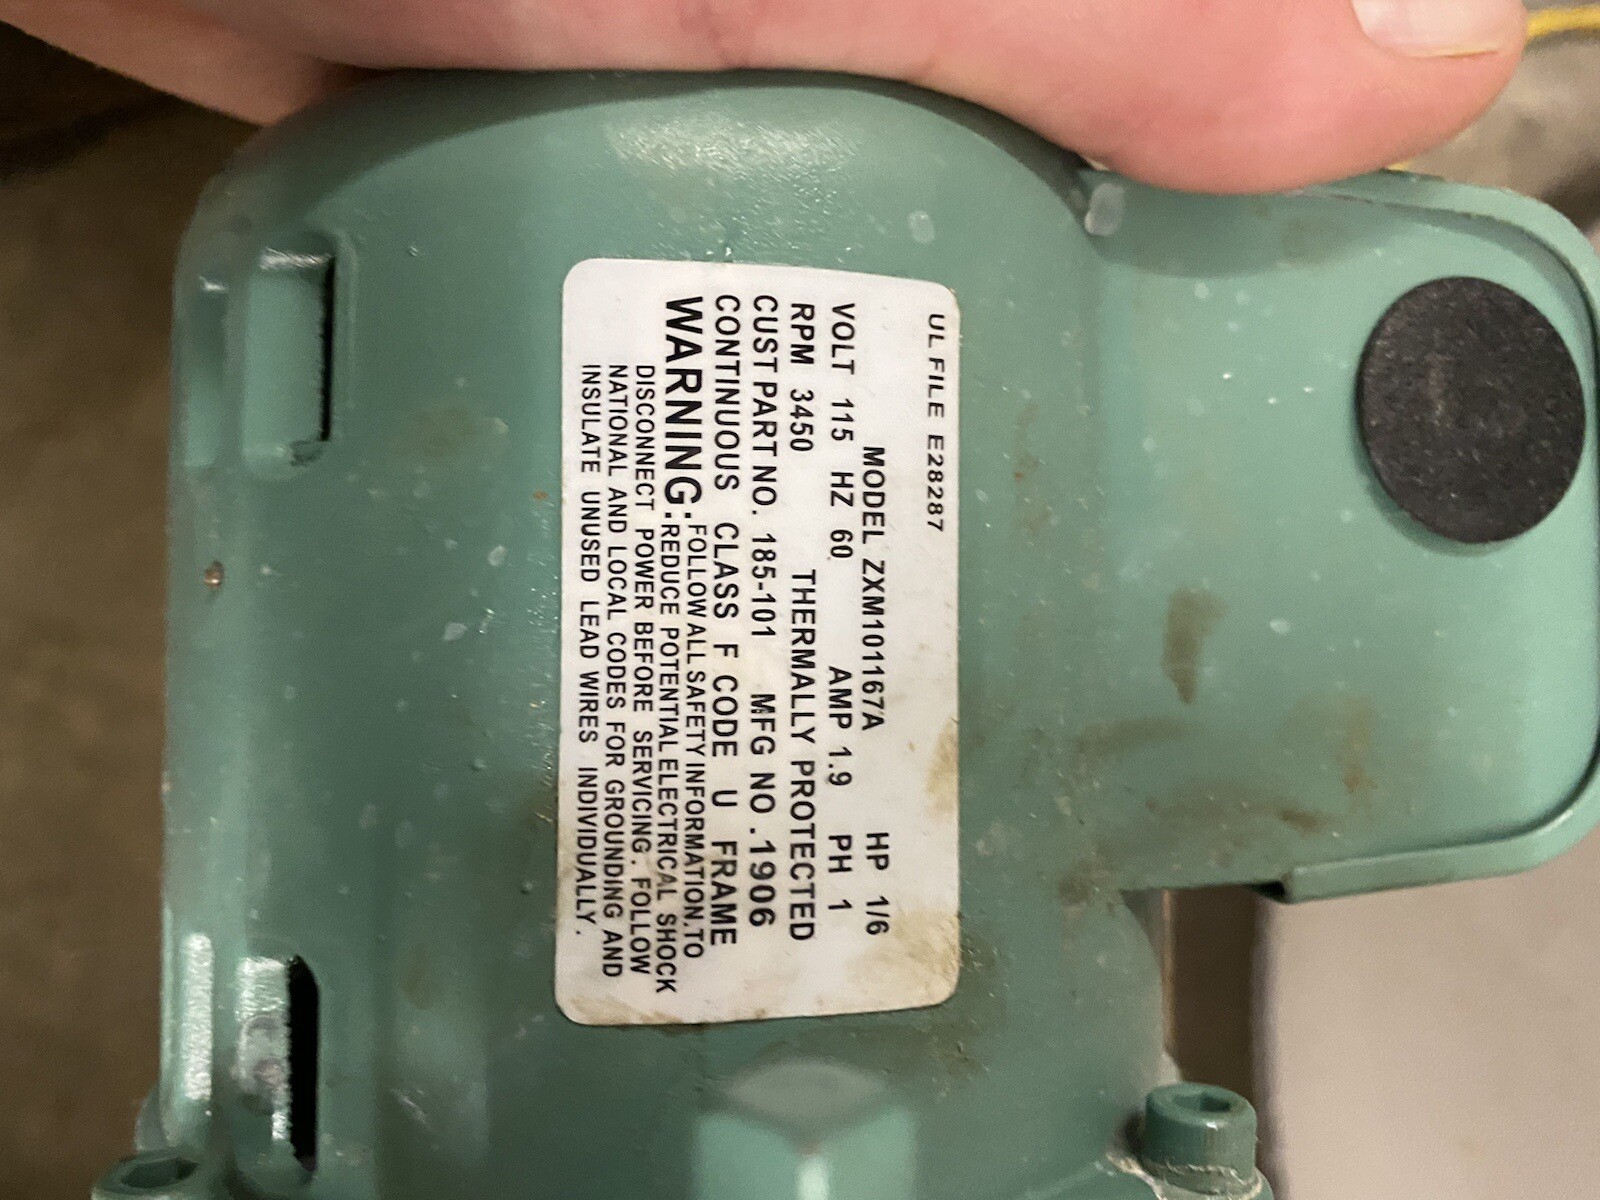 UL FILE E28287
MODEL ZXM101167A HP 1/6
VOLT 115 HZ 60 AMP 1.9 PH 1
RPM 3450 THERMALLY PROTECTED
CUST PART NO. 185-101 MFG NO .1906
CONTINUOUS CLASS F CODE U FRAME
WARNING: FOLLOW ALL SAFETY INFORMATION.TO
REDUCE POTENTIAL ELECTRICAL SHOCK
DISCONNECT POWER BEFORE SERVICING. FOLLOW
NATIONAL AND LOCAL CODES FOR GROUNDING AND
INSULATE UNUSED LEAD WIRES INDIVIDUALLY.